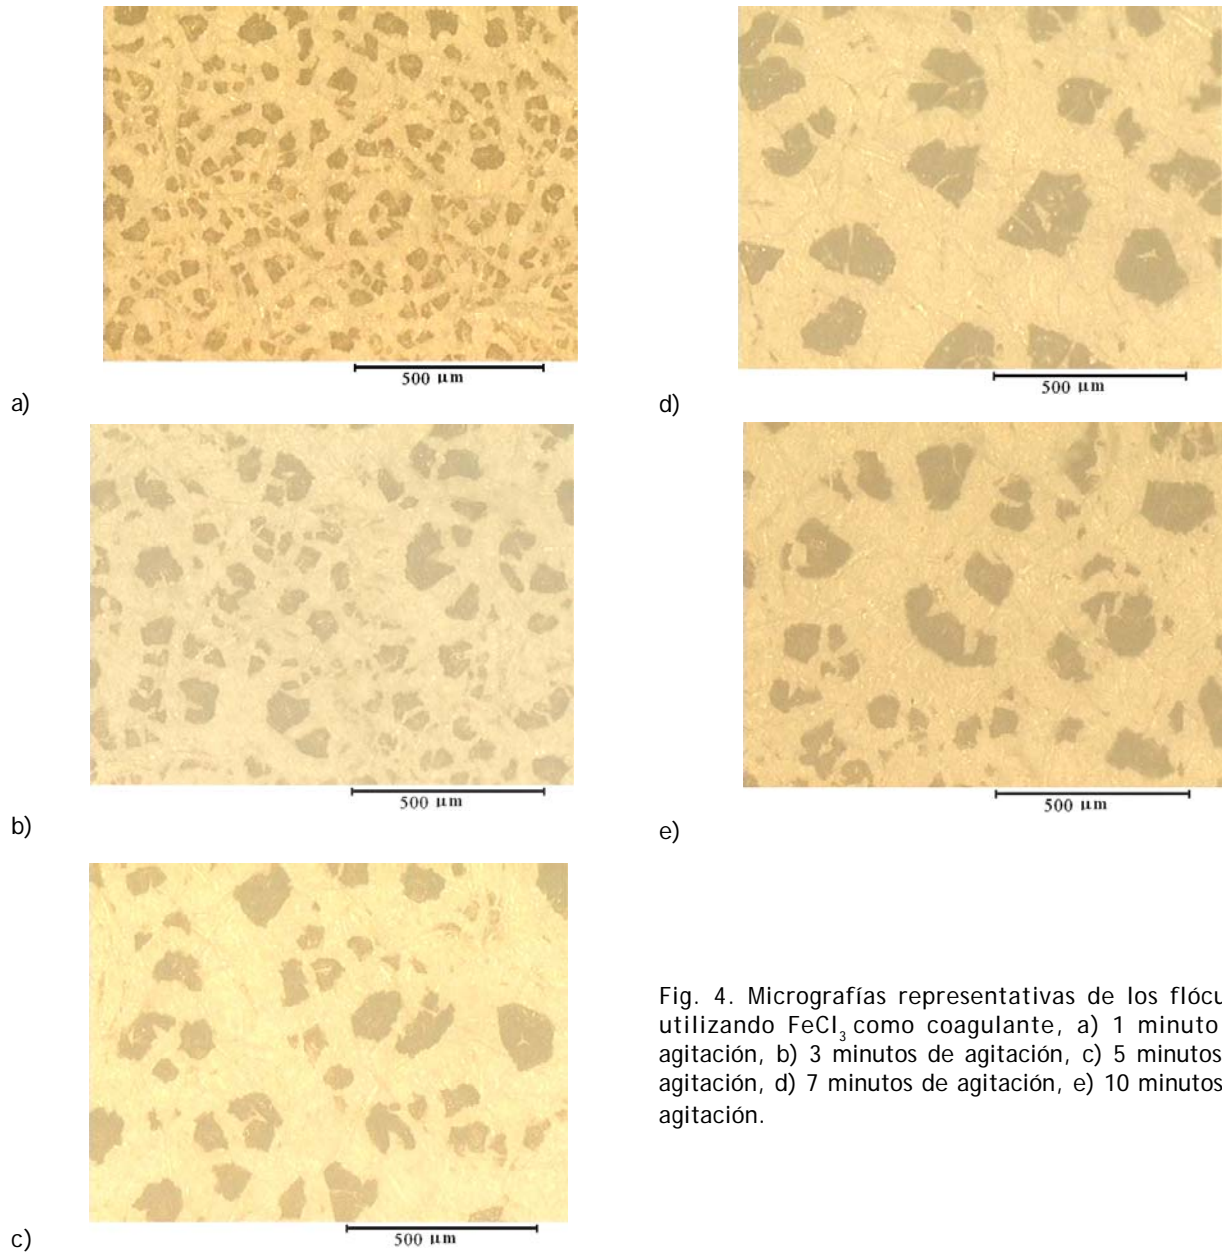 500 µm
a)
500 µm
b)
500 µm
c)
500 µm
d)
500 µm
e)
Fig. 4. Micrografías representativas de los
utilizando FeCl₃ como coagulante, a) 1 minuto
agitación, b) 3 minutos de agitación, c) 5 minutos
agitación, d) 7 minutos de agitación, e) 10 minutos
agitación.